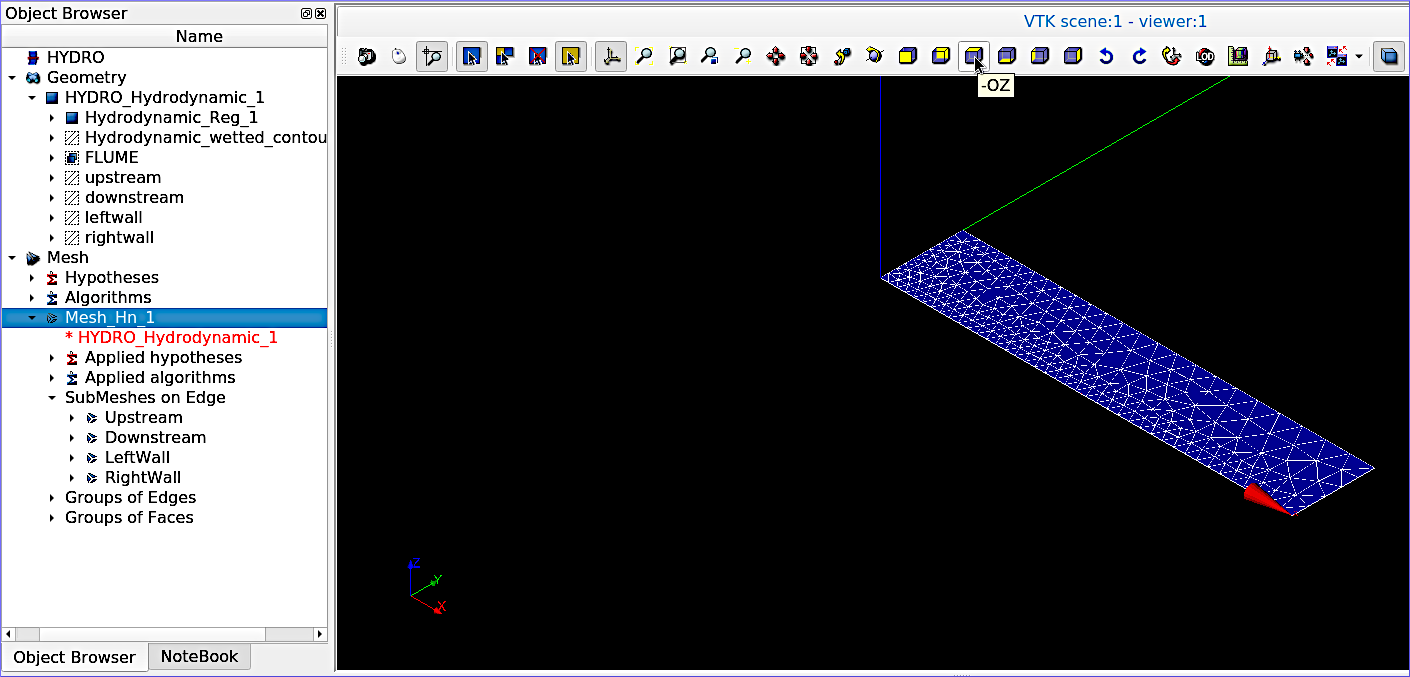 Object Browser
Name
HYDRO
Geometry
HYDRO_Hydrodynamic_1
Hydrodynamic_Reg_1
Hydrodynamic_wetted_contou
FLUME
upstream
downstream
leftwall
rightwall
Mesh
Hypotheses
Algorithms
Mesh_Hn_1
* HYDRO_Hydrodynamic_1
Applied hypotheses
Applied algorithms
SubMeshes on Edge
Upstream
Downstream
LeftWall
RightWall
Groups of Edges
Groups of Faces
Object Browser
NoteBook
VTK scene:1 - viewer:1
LOD
-OZ
Z
Y
X